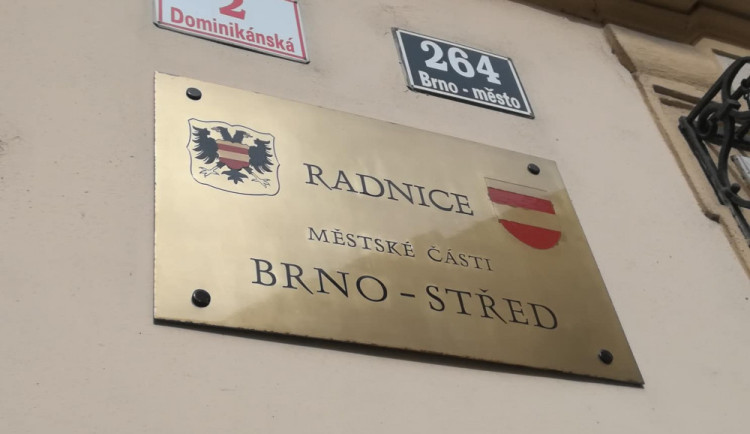 2
Dominikánská
264
Brno - město
RADNICE
MĚSTSKÉ ČÁSTI
BRNO - STŘED